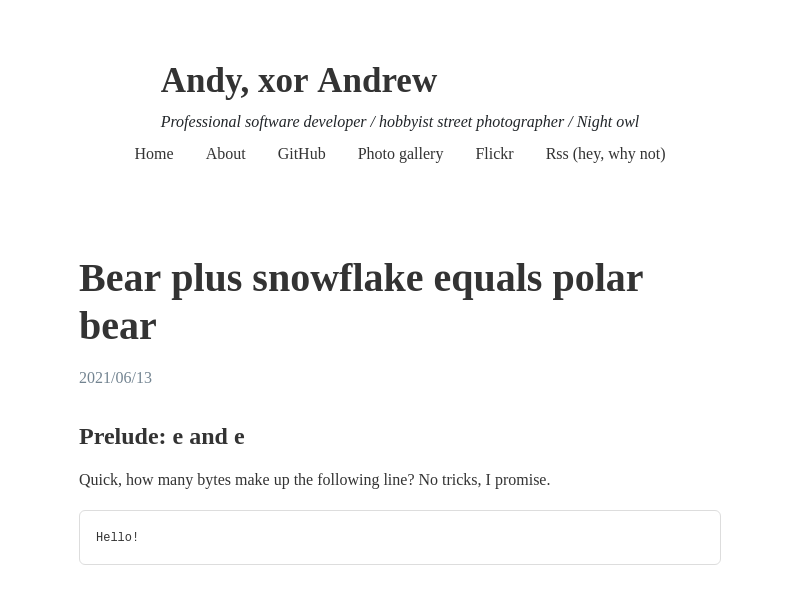 Andy, xor Andrew
Professional software developer / hobbyist street photographer / Night owl
Home About GitHub Photo gallery Flickr Rss (hey, why not)
Bear plus snowflake equals polar
bear
2021/06/13
Prelude: e and e
Quick, how many bytes make up the following line? No tricks, I promise.
Hello!